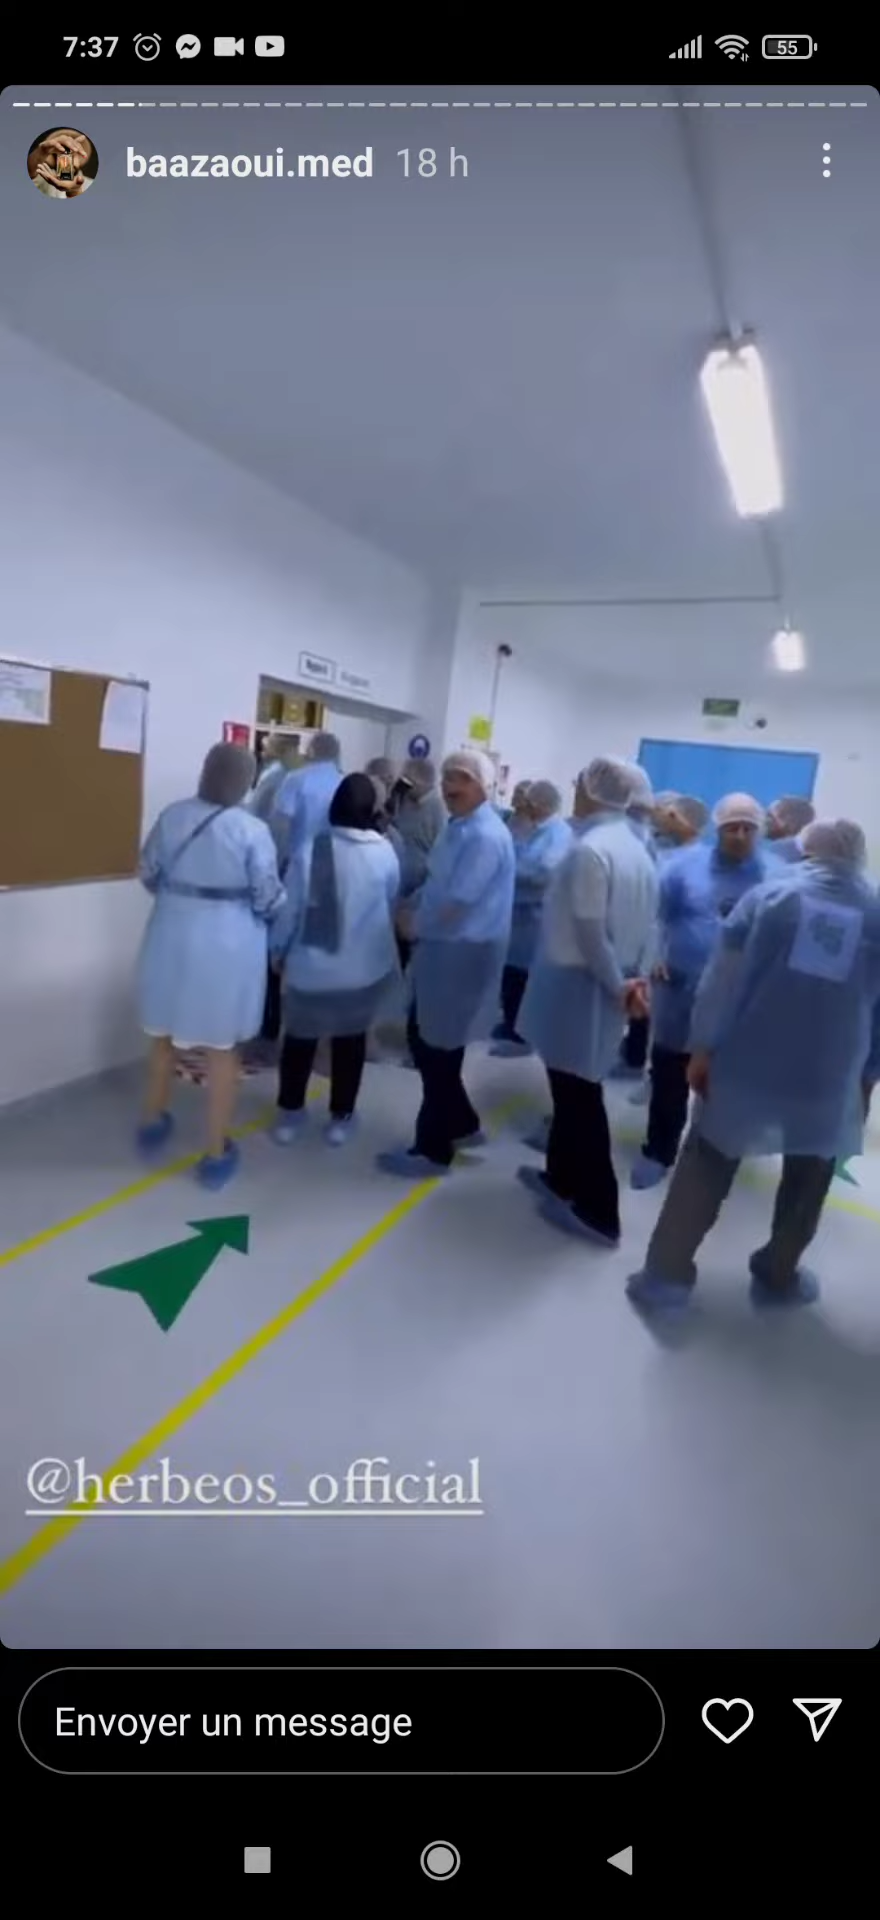 7:37
55
baazaoui.med 18 h
@herbeos_official
Envoyer un message